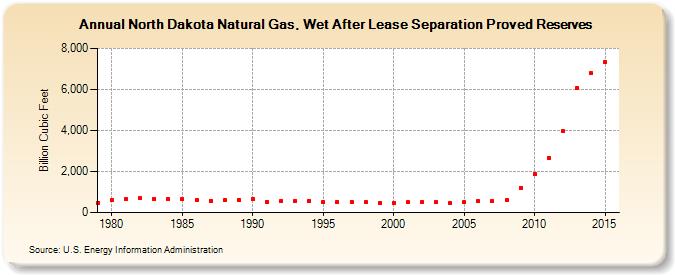 Annual North Dakota Natural Gas, Wet After Lease Separation Proved Reserves
Billion Cubic Feet
8,000
6,000
4,000
2,000
0
1980 1985 1990 1995 2000 2005 2010 2015
Source: U.S. Energy Information Administration